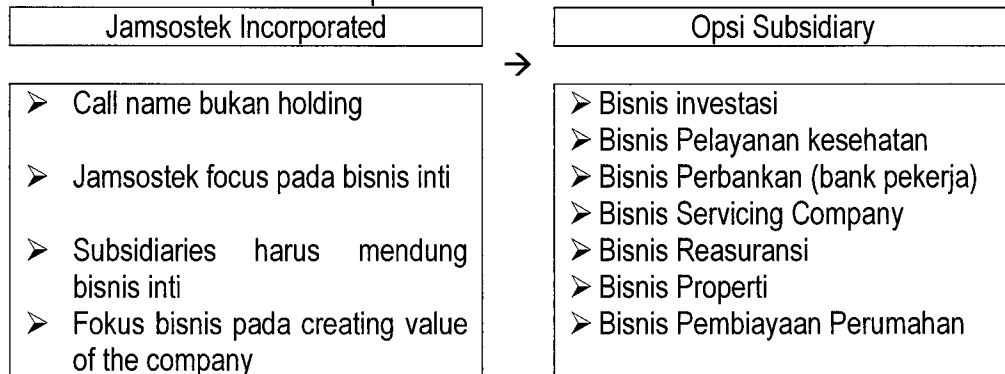 Jamsostek Incorporated
Opsi Subsidiary
→
➢ Call name bukan holding
➢ Jamsostek focus pada bisnis inti
➢ Subsidiaries harus mendung
bisnis inti
➢ Fokus bisnis pada creating value
of the company
➢ Bisnis investasi
➢ Bisnis Pelayanan kesehatan
➢ Bisnis Perbankan (bank pekerja)
➢ Bisnis Servicing Company
➢ Bisnis Reasuransi
➢ Bisnis Properti
➢ Bisnis Pembiayaan Perumahan